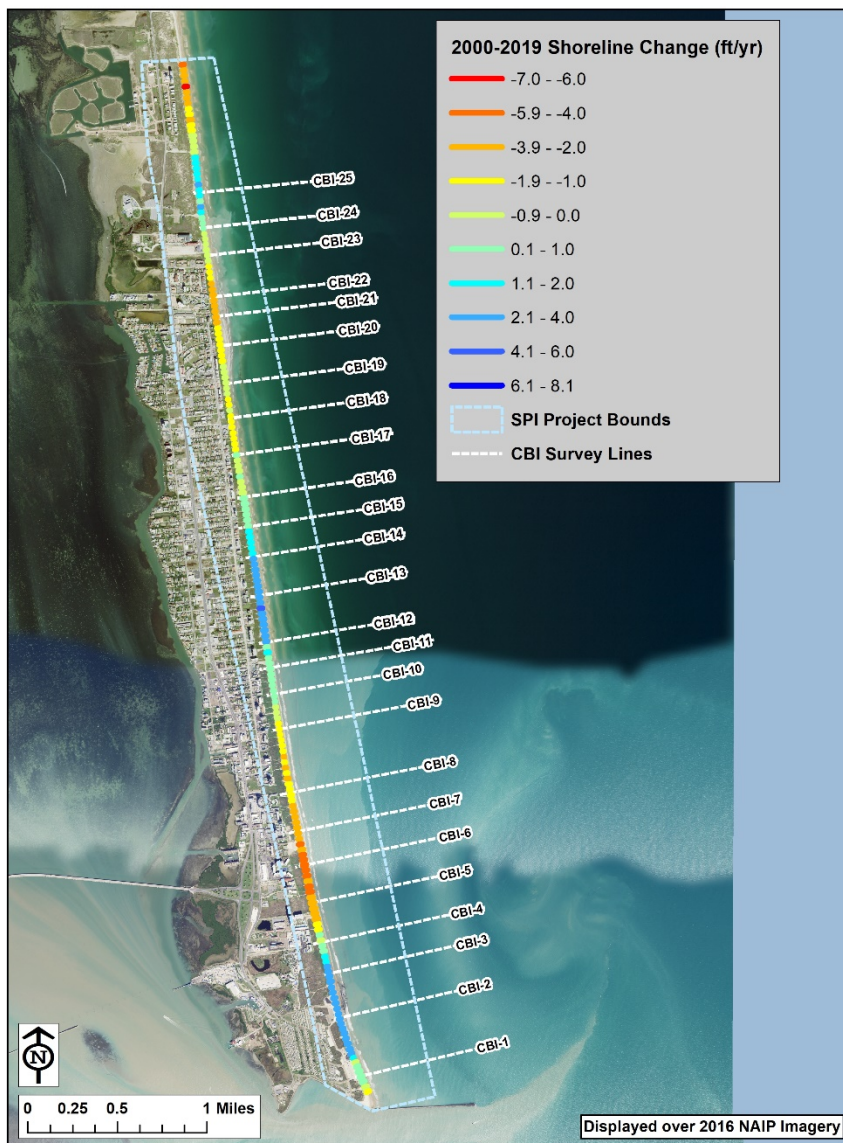 2000-2019 Shoreline Change (ft/yr)
-7.0 - -6.0
-5.9 - -4.0
-3.9 - -2.0
-1.9 - -1.0
-0.9 - 0.0
0.1 - 1.0
1.1 - 2.0
2.1 - 4.0
4.1 - 6.0
6.1 - 8.1
SPI Project Bounds
CBI Survey Lines
CBI-25
CBI-24
CBI-23
CBI-22
CBI-21
CBI-20
CBI-19
CBI-18
CBI-17
CBI-16
CBI-15
CBI-14
CBI-13
CBI-12
CBI-11
CBI-10
CBI-9
CBI-8
CBI-7
CBI-6
CBI-5
CBI-4
CBI-3
CBI-2
CBI-1
N
0 0.25 0.5 1 Miles
Displayed over 2016 NAIP Imagery